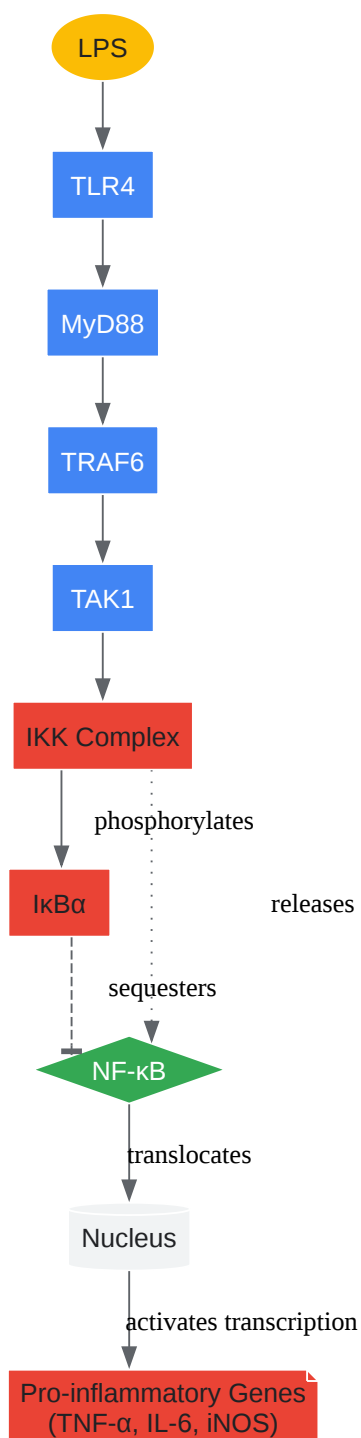 LPS
TLR4
MyD88
TRAF6
TAK1
IKK Complex
phosphorylates
IκBα
releases
sequesters
NF-κB
translocates
Nucleus
activates transcription
Pro-inflammatory Genes
(TNF-α, IL-6, iNOS)